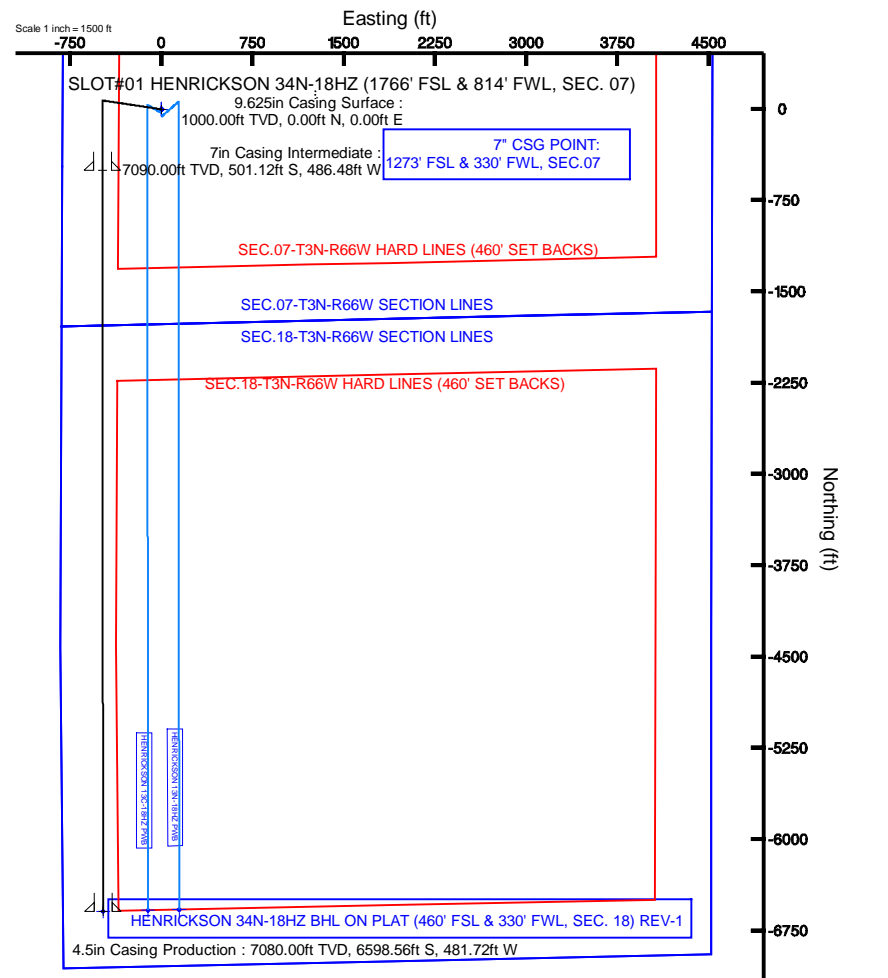 Easting (ft)
Scale 1 inch = 1500 ft
-750 0 750 1500 2250 3000 3750 4500
SLOT#01 HENRICKSON 34N-18HZ (1766' FSL & 814' FWL, SEC. 07)
9.625in Casing Surface :
1000.00ft TVD, 0.00ft N, 0.00ft E
7" CSG POINT:
1273' FSL & 330' FWL, SEC.07
7in Casing Intermediate :
7090.00ft TVD, 501.12ft S, 486.48ft W
SEC.07-T3N-R66W HARD LINES (460' SET BACKS)
SEC.07-T3N-R66W SECTION LINES
SEC.18-T3N-R66W SECTION LINES
SEC.18-T3N-R66W HARD LINES (460' SET BACKS)
HENRICKSON 13C-18HZ PWB
HENRICKSON 13N-18HZ PWB
HENRICKSON 34N-18HZ BHL ON PLAT (460' FSL & 330' FWL, SEC. 18) REV-1
4.5in Casing Production : 7080.00ft TVD, 6598.56ft S, 481.72ft W
0
-750
-1500
-2250
-3000
-3750
-4500
-5250
-6000
-6750
Northing (ft)